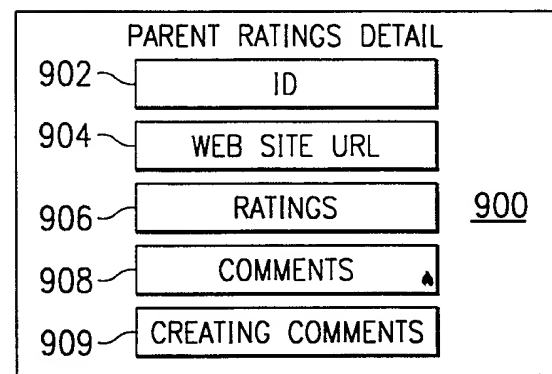 PARENT RATINGS DETAIL
902 ID
904 WEB SITE URL
906 RATINGS 900
908 COMMENTS
909 CREATING COMMENTS